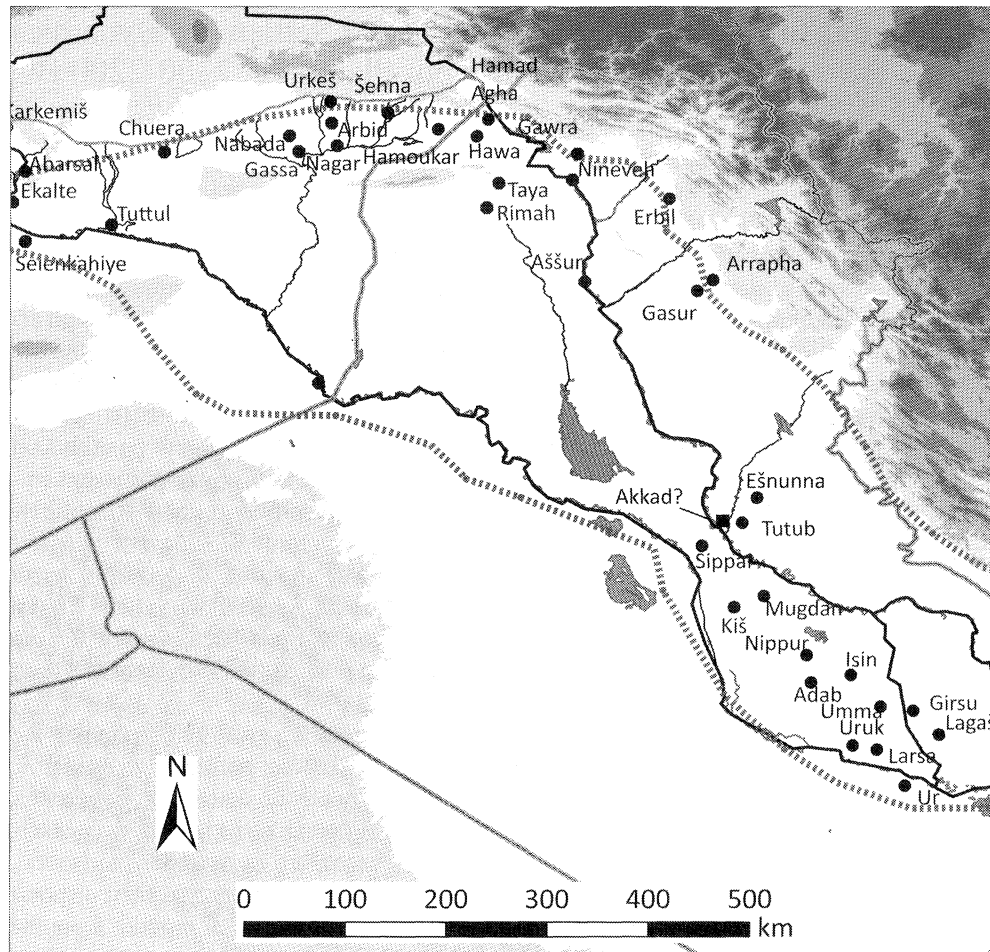 Hamad
Agha
Urkeš
Šehna
Karkemiš
Chuera
Gawra
Arbid
Nabada
Nagar
Hamoukar
Hawa
Gassa
Abarsal
Nineveh
Ekalte
Taya
Tuttul
Rimah
Erbil
Selenkahiye
Aššur
Arrapha
Gasur
Ešnunna
Akkad?
Tutub
Sippar
Mugdan
Kiš
Nippur
Isin
Adab
Girsu
Umma
Lagaš
Uruk
Larsa
N
Ur
0 100 200 300 400 500
km